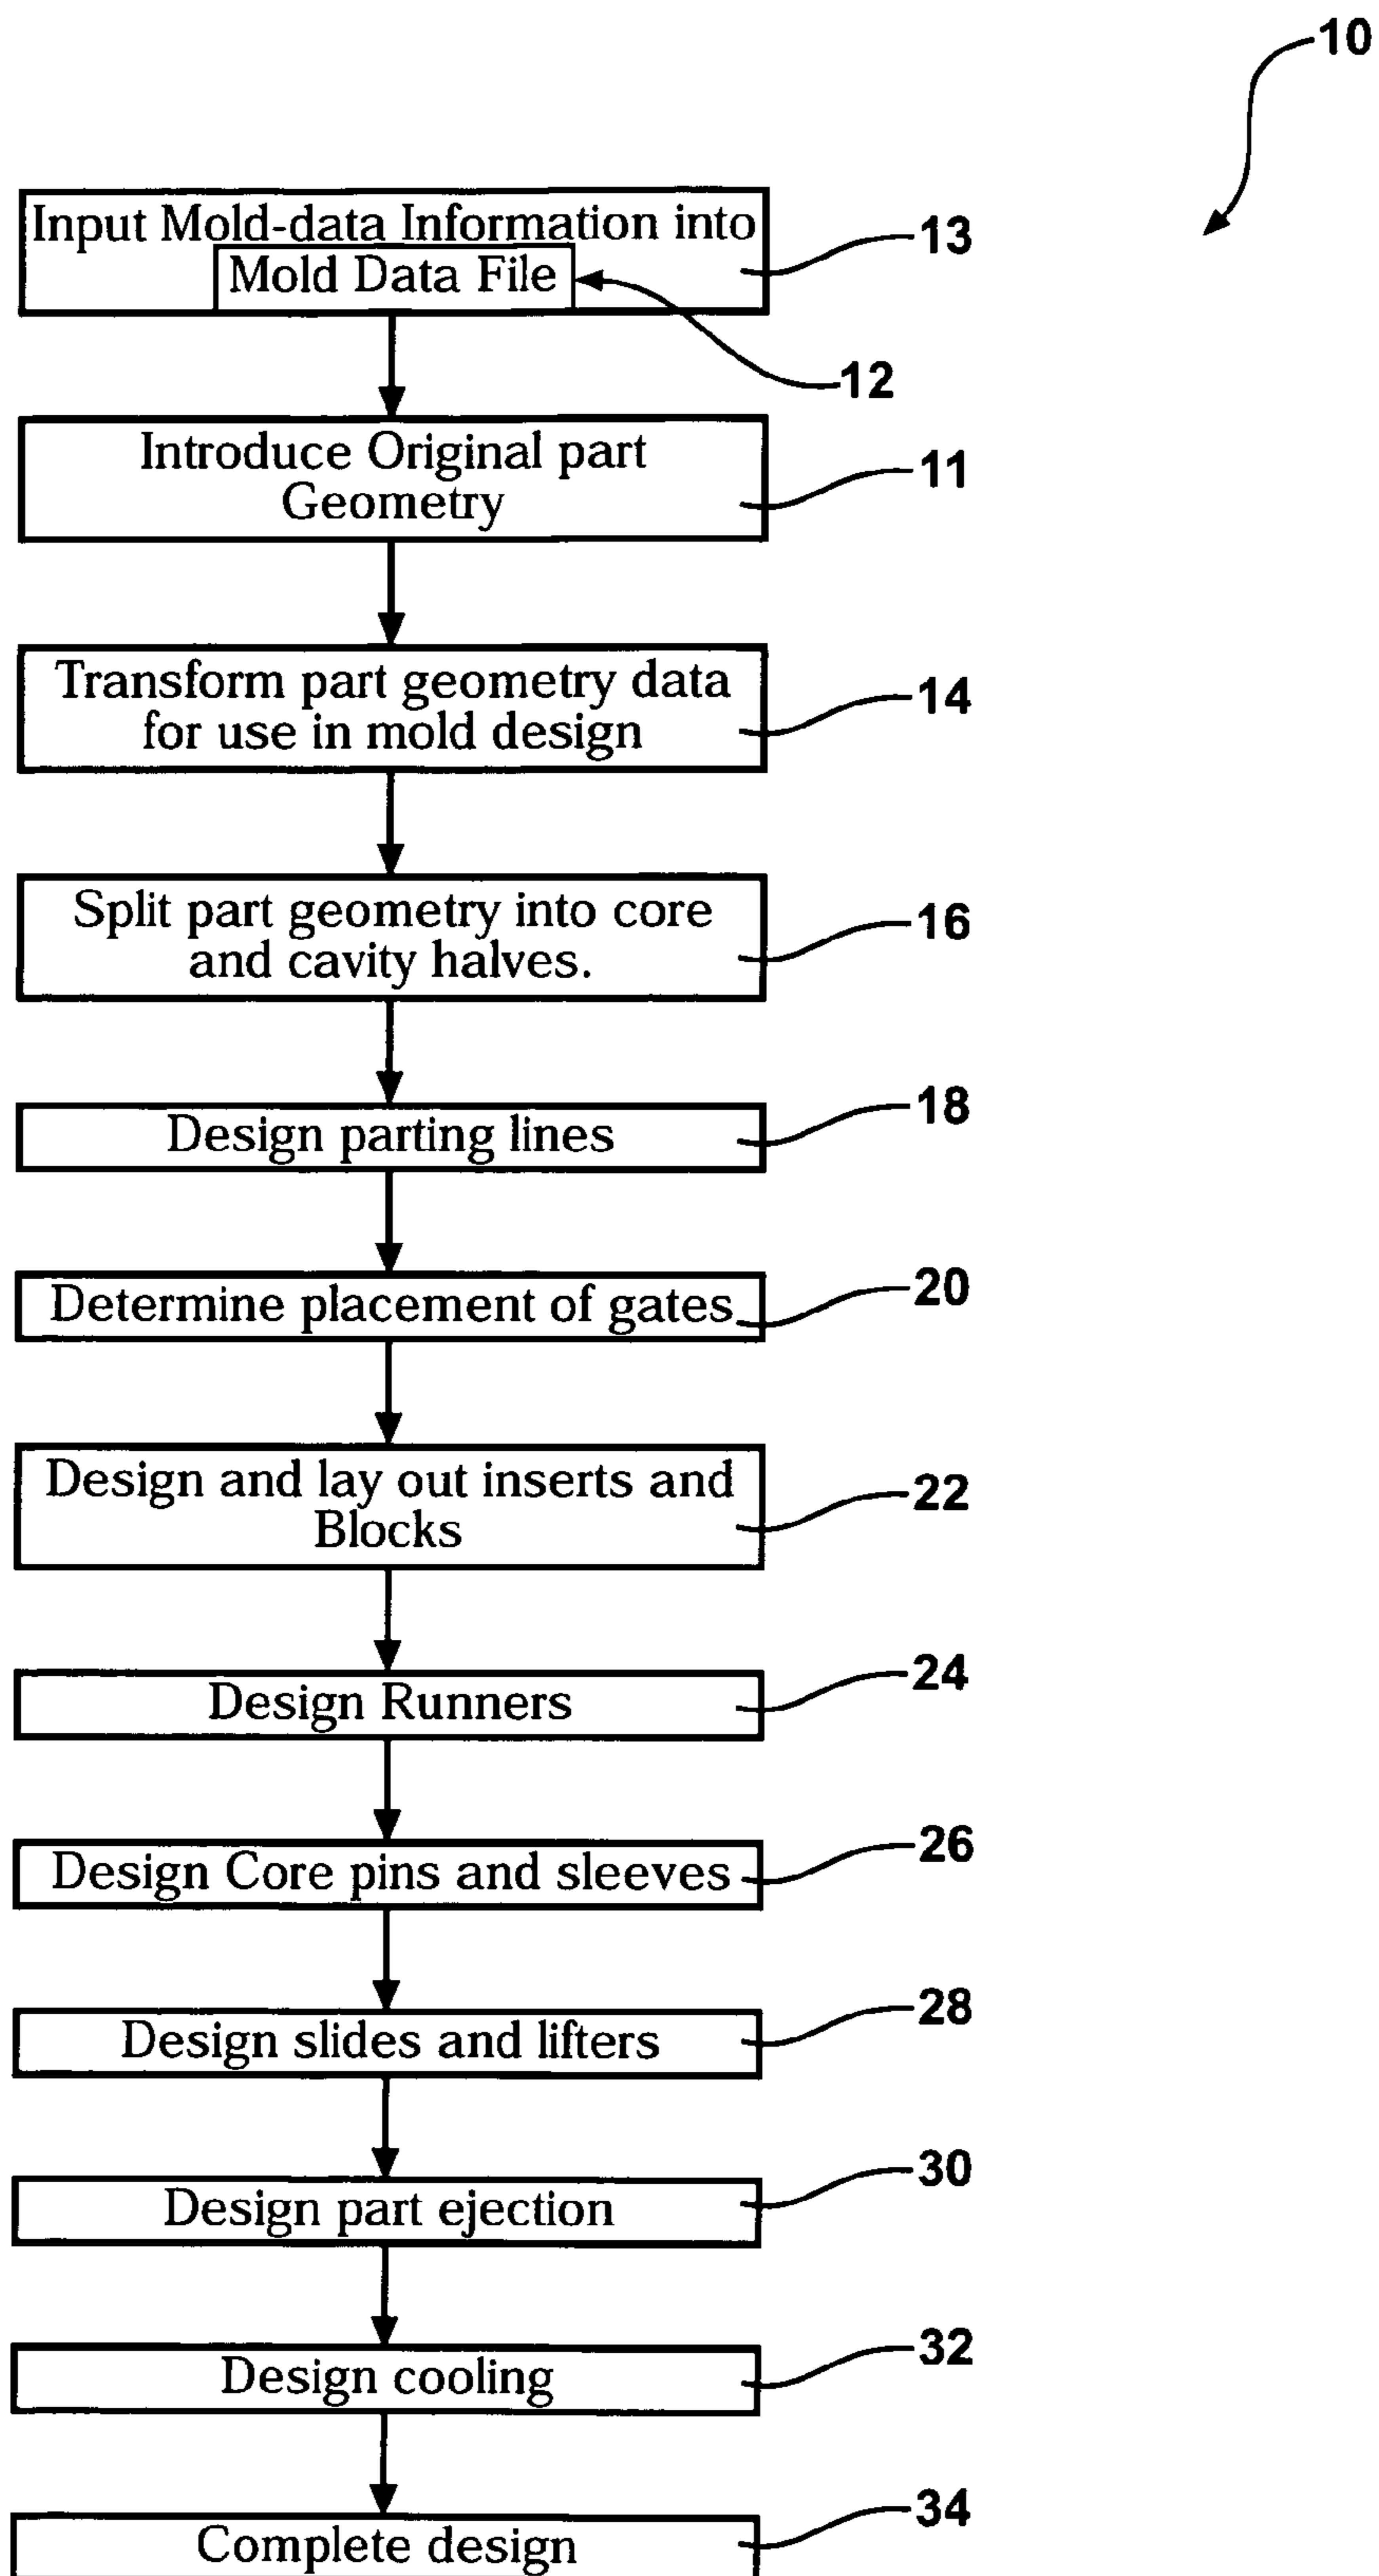 10
Input Mold-data Information into
13
Mold Data File
12
Introduce Original part
Geometry
11
Transform part geometry data
for use in mold design
14
Split part geometry into core
and cavity halves.
16
Design parting lines
18
Determine placement of gates
20
Design and lay out inserts and
Blocks
22
Design Runners
24
Design Core pins and sleeves
26
Design slides and lifters
28
Design part ejection
30
Design cooling
32
Complete design
34